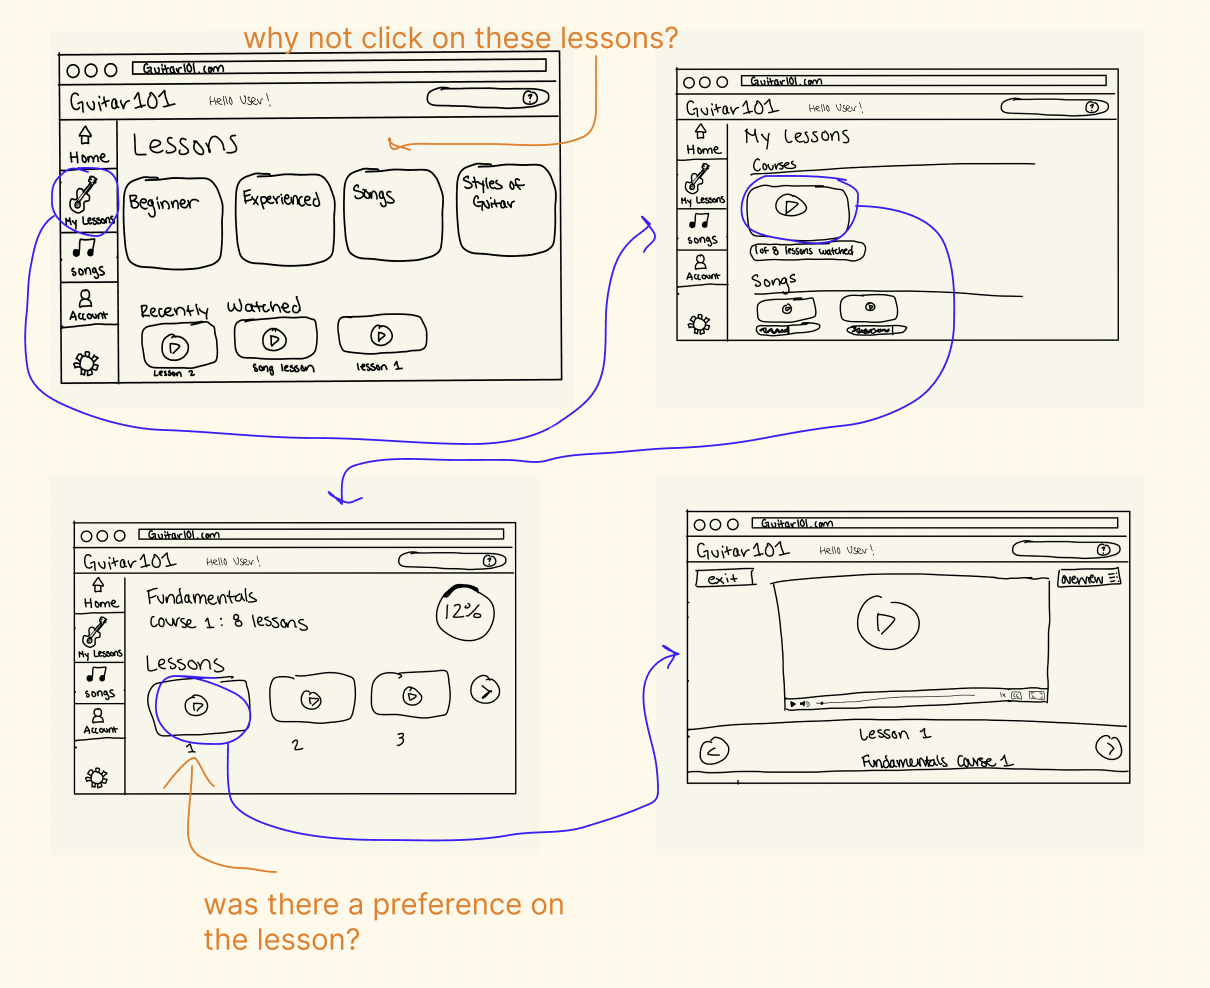 why not click on these lessons?
Guitar101.com
Guitar101 Hello User! ?
Home
My Lessons
songs
Account
Lessons
Beginner Experienced Songs Styles of Guitar
Recently Watched
Lesson 2 Song lesson lesson 1
Guitar101.com
Guitar101 Hello User! ?
Home
My Lessons
songs
Account
My Lessons
Courses
1 of 8 lessons watched
Songs
Guitar101.com
Guitar101 Hello User! ?
Home
My Lessons
songs
Account
Fundamentals
Course 1: 8 lessons
12%
Lessons
1 2 3
Guitar101.com
Guitar101 Hello User! ?
exit overview
1x CC
Lesson 1
Fundamentals Course 1
was there a preference on
the lesson?